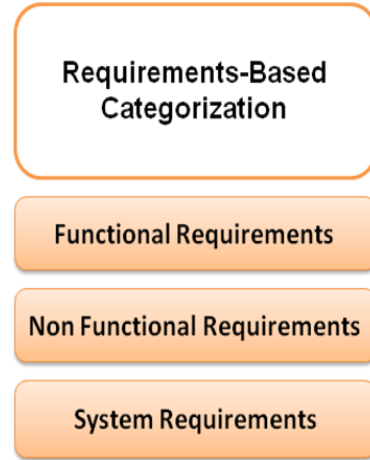 Requirements-Based
Categorization
Functional Requirements
Non Functional Requirements
System Requirements